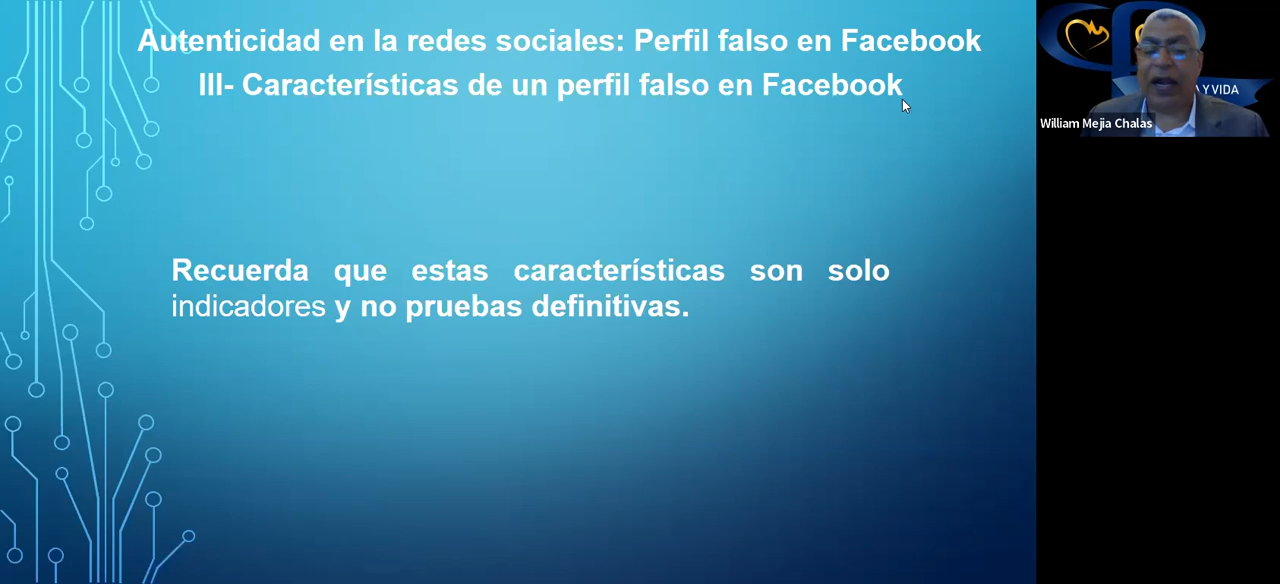 Autenticidad en la redes sociales: Perfil falso en Facebook
III- Características de un perfil falso en Facebook
Recuerda que estas características son solo
indicadores y no pruebas definitivas.
Y VIDA
William Mejia Chalas